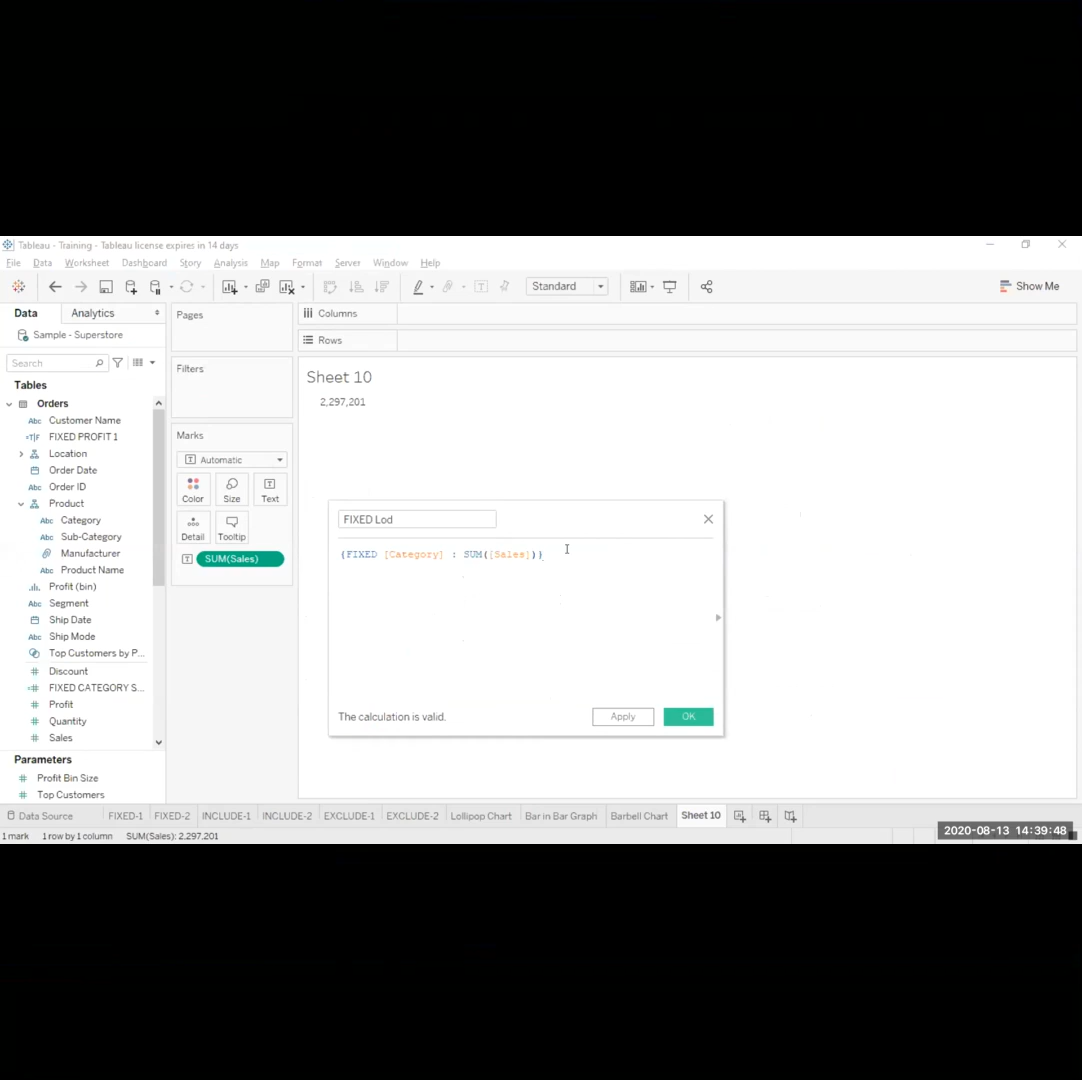 Tableau - Training - Tableau license expires in 14 days
File Data Worksheet Dashboard Story Analysis Map Format Server Window Help
Standard
Show Me
Data Analytics
Sample - Superstore
Search
Tables
Orders
Abc Customer Name
=T|F FIXED PROFIT 1
Location
Order Date
Abc Order ID
Product
Abc Category
Abc Sub-Category
Manufacturer
Abc Product Name
Profit (bin)
Abc Segment
Ship Date
Abc Ship Mode
Top Customers by P...
# Discount
=# FIXED CATEGORY S...
# Profit
# Quantity
# Sales
Parameters
# Profit Bin Size
# Top Customers
Pages
Filters
Marks
T Automatic
Color Size Text
Detail Tooltip
T SUM(Sales)
Columns
Rows
Sheet 10
2,297,201
FIXED Lod
{FIXED [Category] : SUM([Sales])}
The calculation is valid.
Apply OK
Data Source FIXED-1 FIXED-2 INCLUDE-1 INCLUDE-2 EXCLUDE-1 EXCLUDE-2 Lollipop Chart Bar in Bar Graph Barbell Chart Sheet 10
1 mark 1 row by 1 column SUM(Sales): 2,297,201
2020-08-13 14:39:48